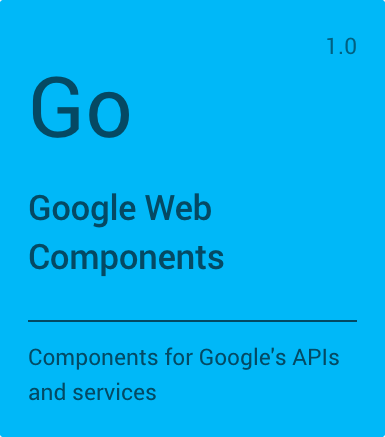 1.0
Go
Google Web
Components
Components for Google's APIs
and services